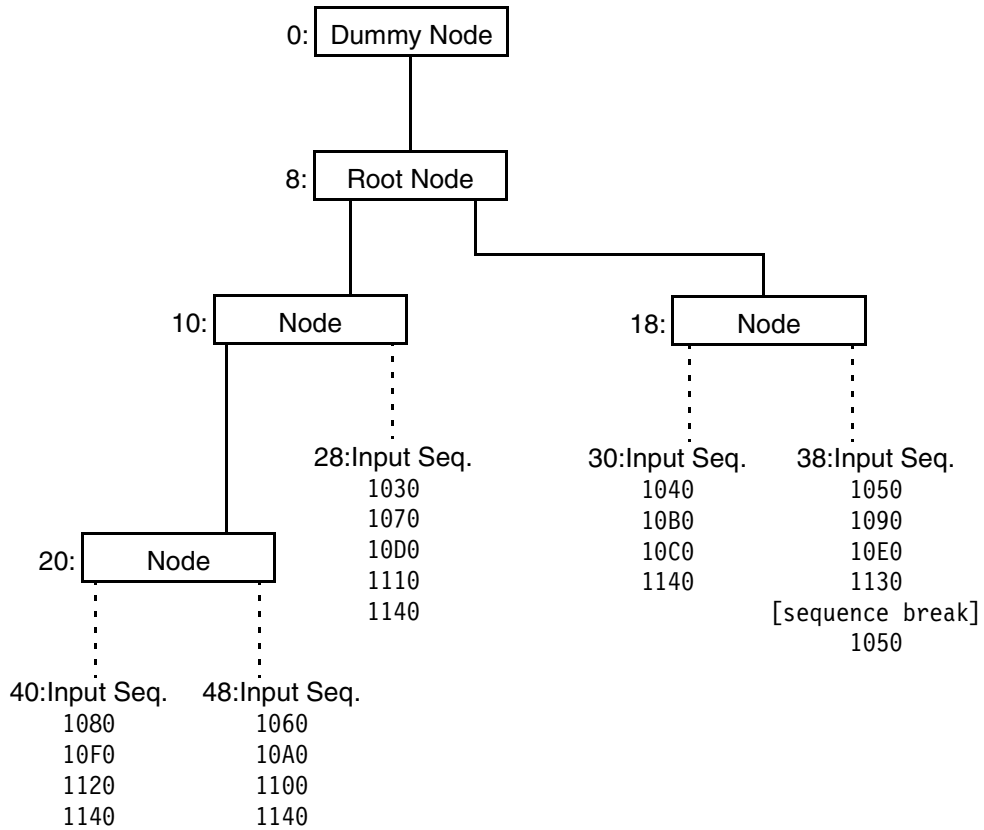 0: Dummy Node
8: Root Node
10: Node
18: Node
28:Input Seq.
1030
1070
10D0
1110
1140
30:Input Seq.
1040
10B0
10C0
1140
38:Input Seq.
1050
1090
10E0
1130
[sequence break]
1050
20: Node
40:Input Seq.
1080
10F0
1120
1140
48:Input Seq.
1060
10A0
1100
1140